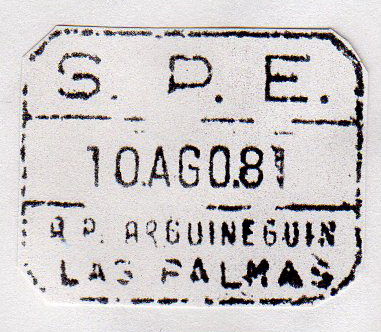 S. P. E.
10.AGO.81
A.P. ARGUINEGUIN
LAS PALMAS